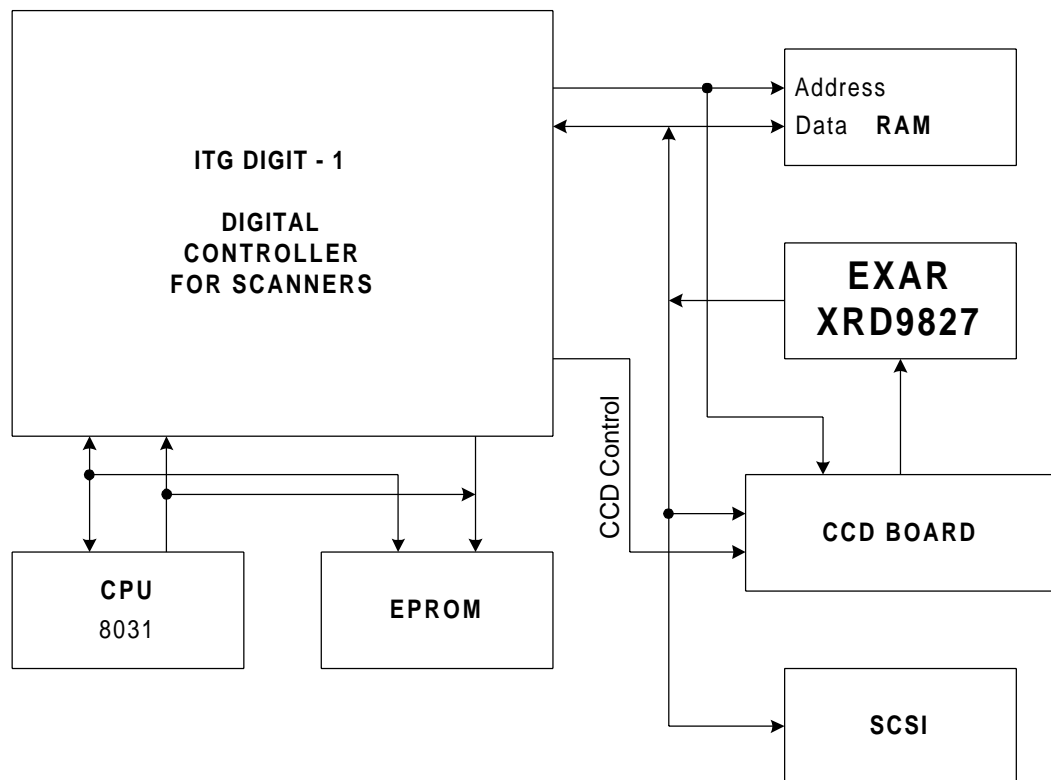 ITG DIGIT - 1
DIGITAL
CONTROLLER
FOR SCANNERS
Address
Data RAM
EXAR
XRD9827
CCD Control
CCD BOARD
CPU
8031
EPROM
SCSI